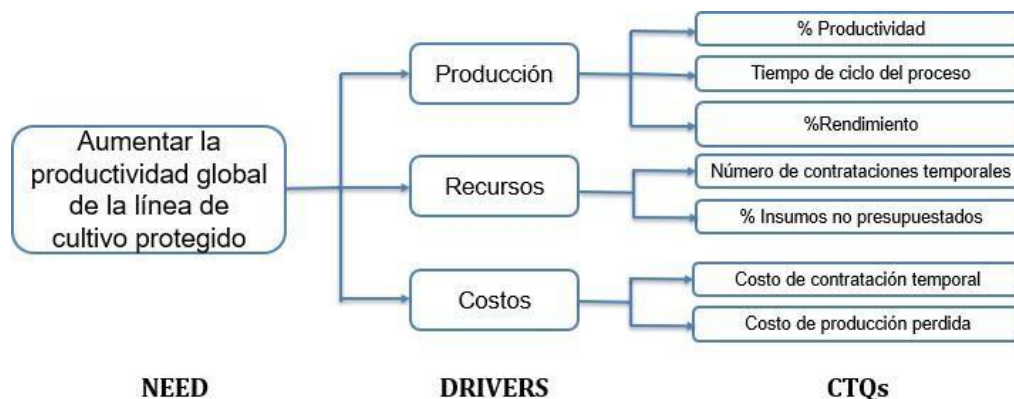 Aumentar la
productividad global
de la línea de
cultivo protegido
Producción
Recursos
Costos
% Productividad
Tiempo de ciclo del proceso
%Rendimiento
Número de contrataciones temporales
% Insumos no presupuestados
Costo de contratación temporal
Costo de producción perdida
NEED
DRIVERS
CTQs